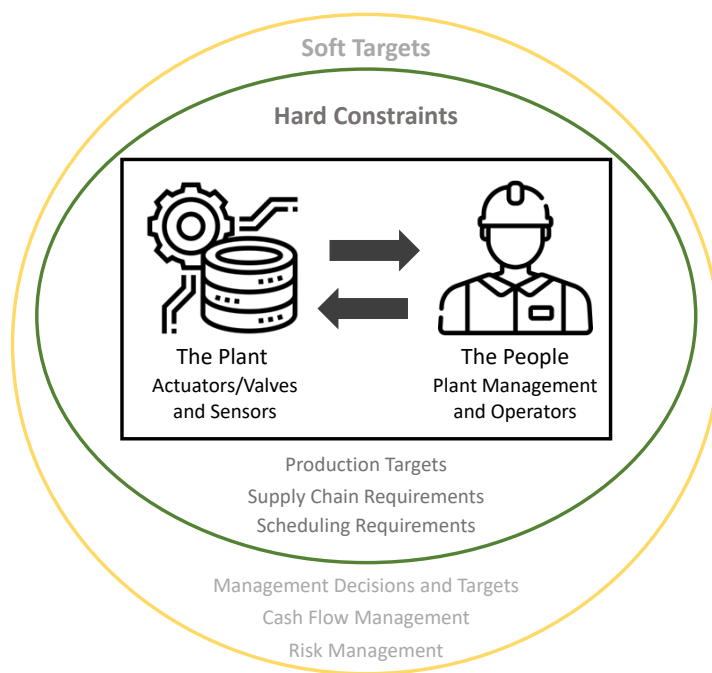 Soft Targets
Hard Constraints
The Plant
Actuators/Valves
and Sensors
The People
Plant Management
and Operators
Production Targets
Supply Chain Requirements
Scheduling Requirements
Management Decisions and Targets
Cash Flow Management
Risk Management